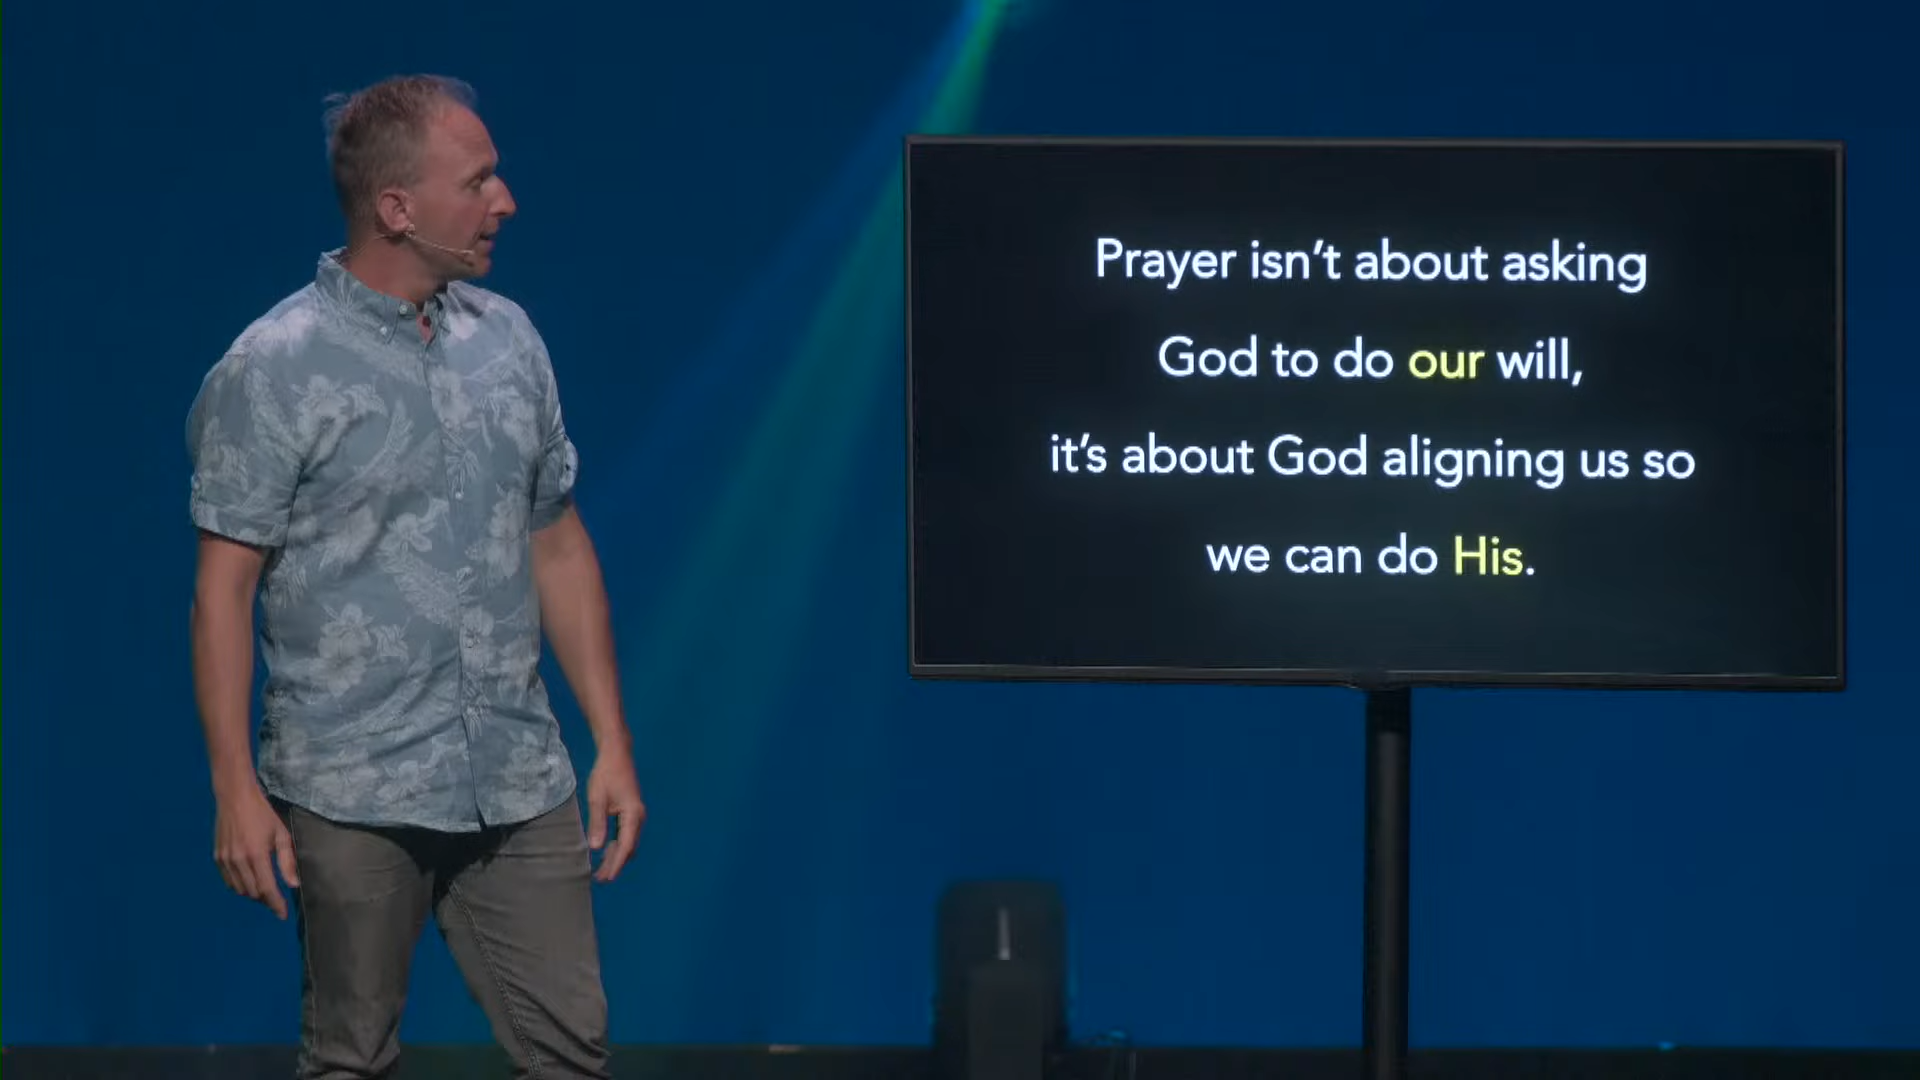 Prayer isn’t about asking
God to do our will,
it’s about God aligning us so
we can do His.